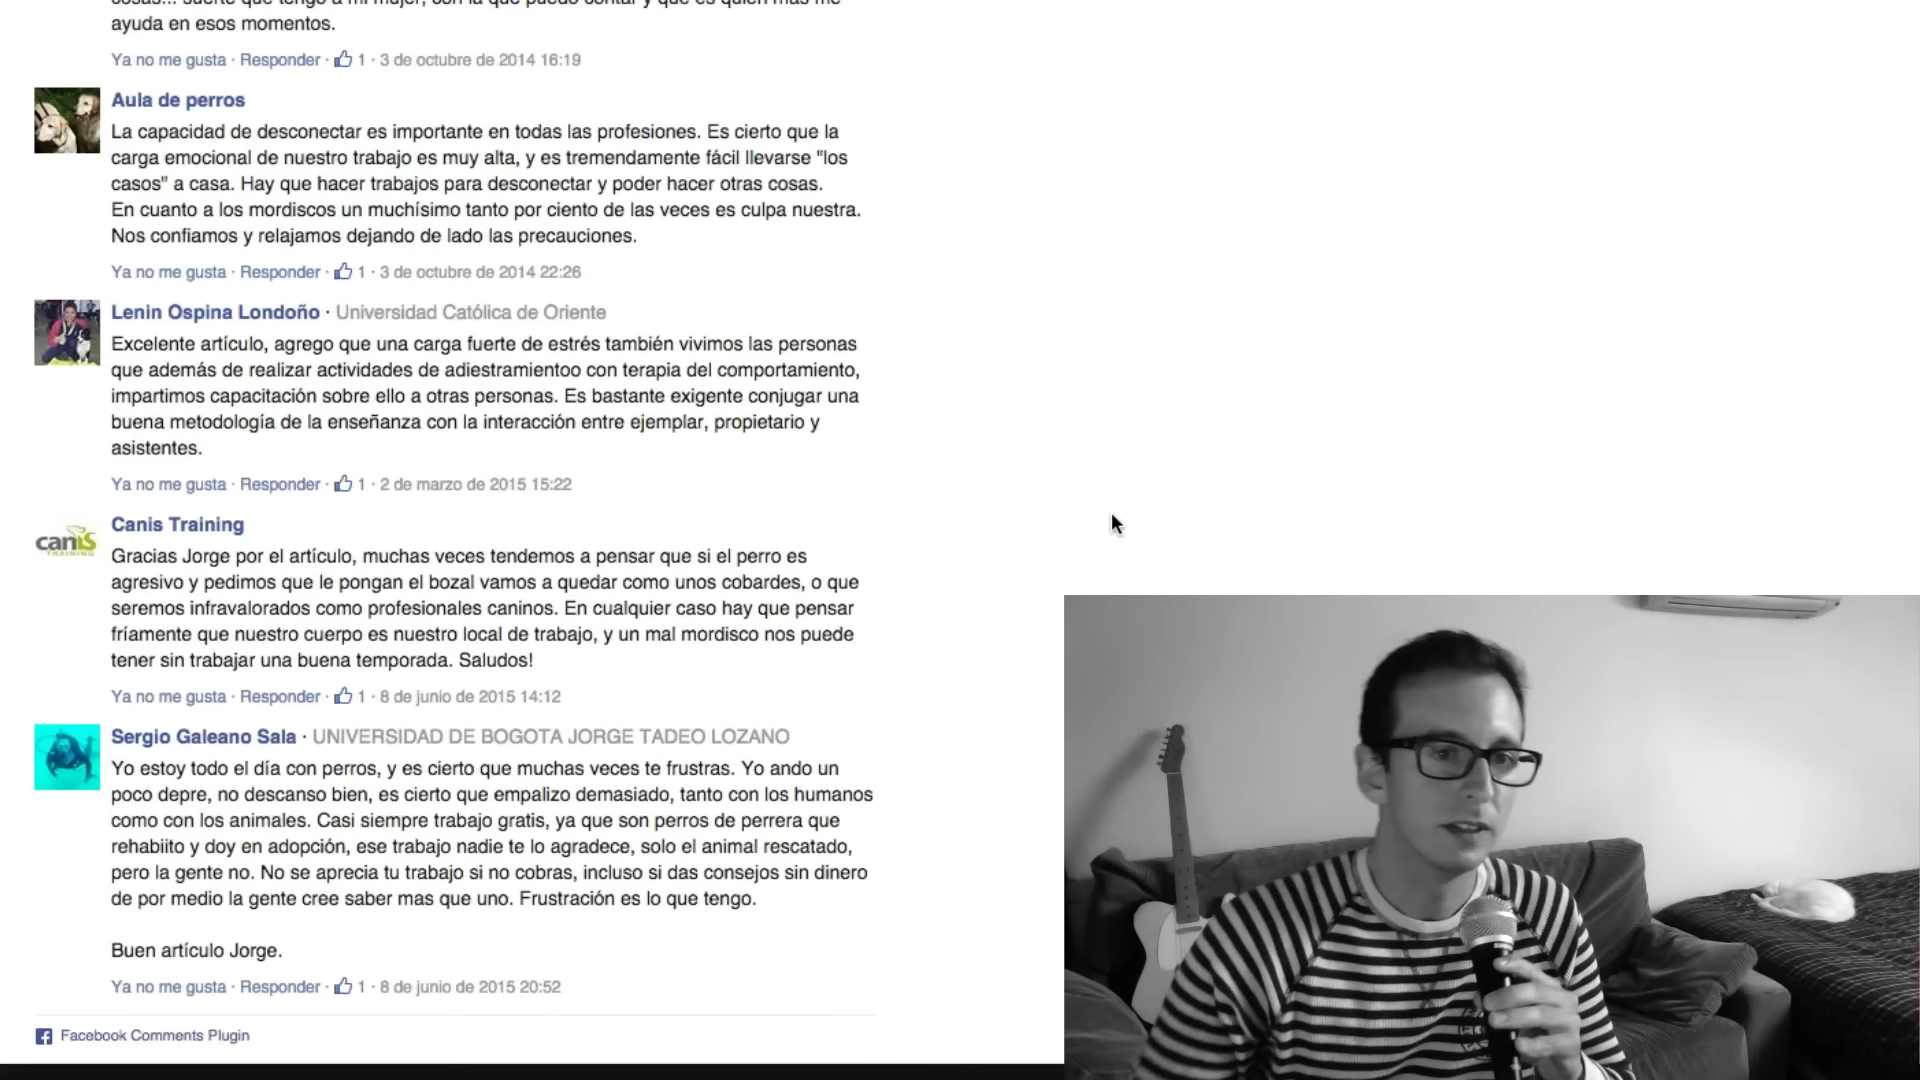 ayuda en esos momentos.
Ya no me gusta · Responder · 1 · 3 de octubre de 2014 16:19
Aula de perros
La capacidad de desconectar es importante en todas las profesiones. Es cierto que la
carga emocional de nuestro trabajo es muy alta, y es tremendamente fácil llevarse "los
casos" a casa. Hay que hacer trabajos para desconectar y poder hacer otras cosas.
En cuanto a los mordiscos un muchísimo tanto por ciento de las veces es culpa nuestra.
Nos confiamos y relajamos dejando de lado las precauciones.
Ya no me gusta · Responder · 1 · 3 de octubre de 2014 22:26
Lenin Ospina Londoño · Universidad Católica de Oriente
Excelente artículo, agrego que una carga fuerte de estrés también vivimos las personas
que además de realizar actividades de adiestramientoo con terapia del comportamiento,
impartimos capacitación sobre ello a otras personas. Es bastante exigente conjugar una
buena metodología de la enseñanza con la interacción entre ejemplar, propietario y
asistentes.
Ya no me gusta · Responder · 1 · 2 de marzo de 2015 15:22
Canis Training
canis
TRAINING
Gracias Jorge por el artículo, muchas veces tendemos a pensar que si el perro es
agresivo y pedimos que le pongan el bozal vamos a quedar como unos cobardes, o que
seremos infravalorados como profesionales caninos. En cualquier caso hay que pensar
fríamente que nuestro cuerpo es nuestro local de trabajo, y un mal mordisco nos puede
tener sin trabajar una buena temporada. Saludos!
Ya no me gusta · Responder · 1 · 8 de junio de 2015 14:12
Sergio Galeano Sala · UNIVERSIDAD DE BOGOTA JORGE TADEO LOZANO
Yo estoy todo el día con perros, y es cierto que muchas veces te frustras. Yo ando un
poco depre, no descanso bien, es cierto que empalizo demasiado, tanto con los humanos
como con los animales. Casi siempre trabajo gratis, ya que son perros de perrera que
rehabiito y doy en adopción, ese trabajo nadie te lo agradece, solo el animal rescatado,
pero la gente no. No se aprecia tu trabajo si no cobras, incluso si das consejos sin dinero
de por medio la gente cree saber mas que uno. Frustración es lo que tengo.
Buen artículo Jorge.
Ya no me gusta · Responder · 1 · 8 de junio de 2015 20:52
Facebook Comments Plugin